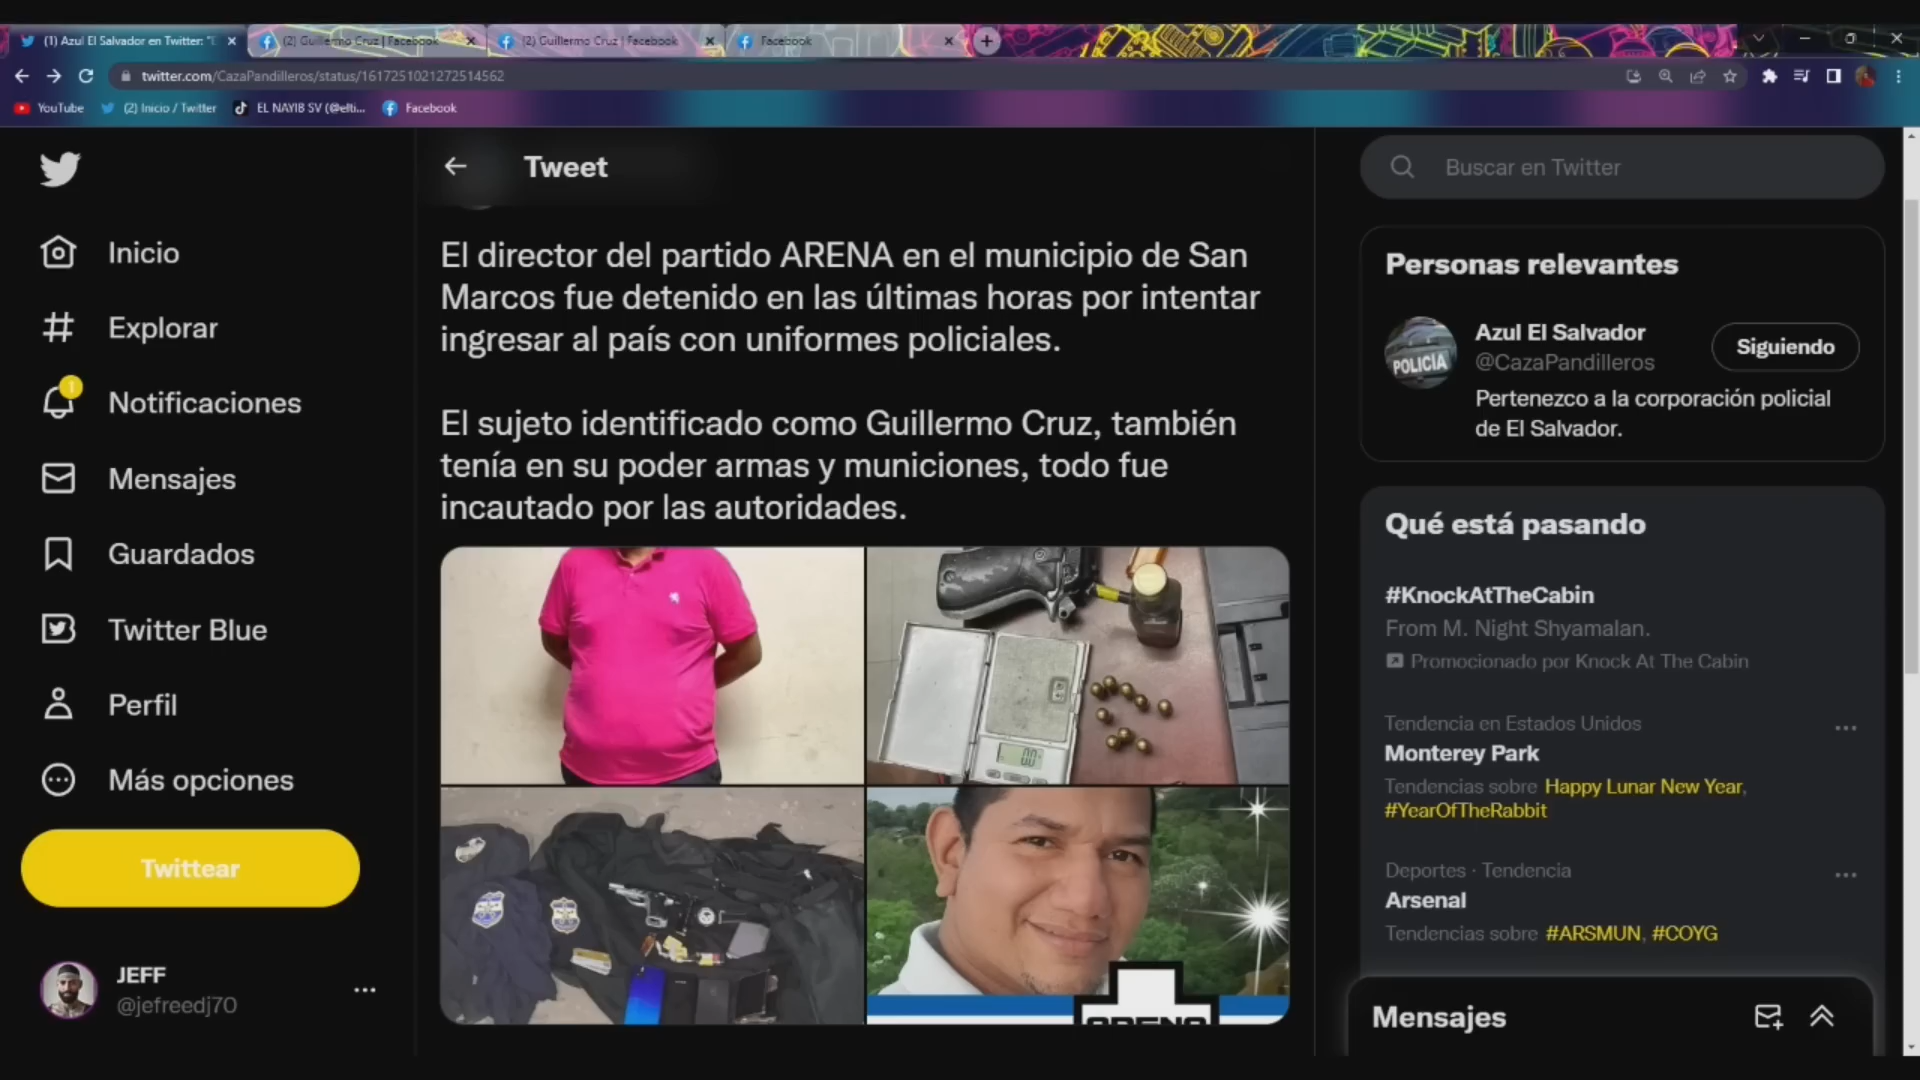 (1) Azul El Salvador en Twitter: "E
(2) Guillermo Cruz | Facebook
(2) Guillermo Cruz | Facebook
Facebook
twitter.com/CazaPandilleros/status/1617251021272514562
YouTube
(2) Inicio / Twitter
EL NAYIB SV (@elti...
Facebook
Inicio
Explorar
1
Notificaciones
Mensajes
Guardados
Twitter Blue
Perfil
Más opciones
Twittear
JEFF
@jefreedj70
Tweet
El director del partido ARENA en el municipio de San
Marcos fue detenido en las últimas horas por intentar
ingresar al país con uniformes policiales.
El sujeto identificado como Guillermo Cruz, también
tenía en su poder armas y municiones, todo fue
incautado por las autoridades.
0.0
ARENA
Buscar en Twitter
Personas relevantes
POLICIA
Azul El Salvador
@CazaPandilleros
Siguiendo
Pertenezco a la corporación policial
de El Salvador.
Qué está pasando
#KnockAtTheCabin
From M. Night Shyamalan.
Promocionado por Knock At The Cabin
Tendencia en Estados Unidos
Monterey Park
Tendencias sobre Happy Lunar New Year,
#YearOfTheRabbit
Deportes · Tendencia
Arsenal
Tendencias sobre #ARSMUN, #COYG
Mensajes